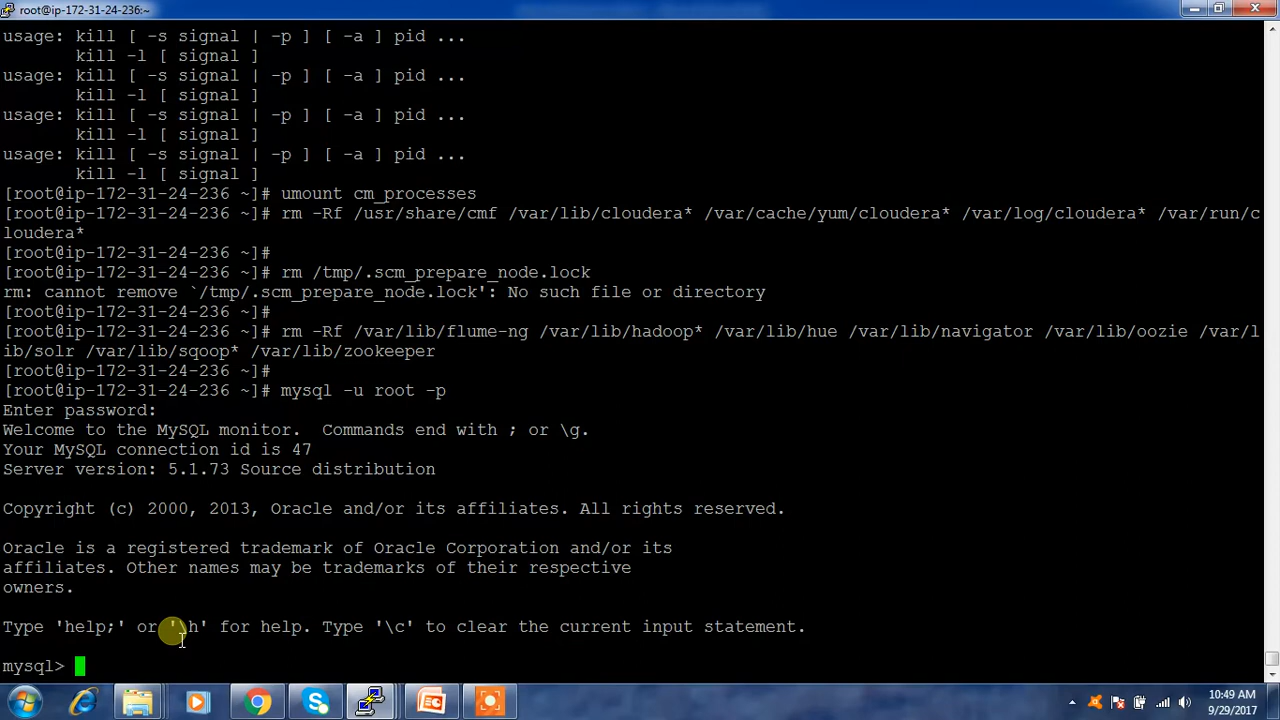 root@ip-172-31-24-236:~
usage: kill [ -s signal | -p ] [ -a ] pid ...
       kill -l [ signal ]
usage: kill [ -s signal | -p ] [ -a ] pid ...
       kill -l [ signal ]
usage: kill [ -s signal | -p ] [ -a ] pid ...
       kill -l [ signal ]
usage: kill [ -s signal | -p ] [ -a ] pid ...
       kill -l [ signal ]
[root@ip-172-31-24-236 ~]# umount cm_processes
[root@ip-172-31-24-236 ~]# rm -Rf /usr/share/cmf /var/lib/cloudera* /var/cache/yum/cloudera* /var/log/cloudera* /var/run/c
loudera*
[root@ip-172-31-24-236 ~]#
[root@ip-172-31-24-236 ~]# rm /tmp/.scm_prepare_node.lock
rm: cannot remove `/tmp/.scm_prepare_node.lock': No such file or directory
[root@ip-172-31-24-236 ~]#
[root@ip-172-31-24-236 ~]# rm -Rf /var/lib/flume-ng /var/lib/hadoop* /var/lib/hue /var/lib/navigator /var/lib/oozie /var/l
ib/solr /var/lib/sqoop* /var/lib/zookeeper
[root@ip-172-31-24-236 ~]#
[root@ip-172-31-24-236 ~]# mysql -u root -p
Enter password:
Welcome to the MySQL monitor.  Commands end with ; or \g.
Your MySQL connection id is 47
Server version: 5.1.73 Source distribution
Copyright (c) 2000, 2013, Oracle and/or its affiliates. All rights reserved.
Oracle is a registered trademark of Oracle Corporation and/or its
affiliates. Other names may be trademarks of their respective
owners.
Type 'help;' or '\h' for help. Type '\c' to clear the current input statement.
mysql>
10:49 AM
9/29/2017